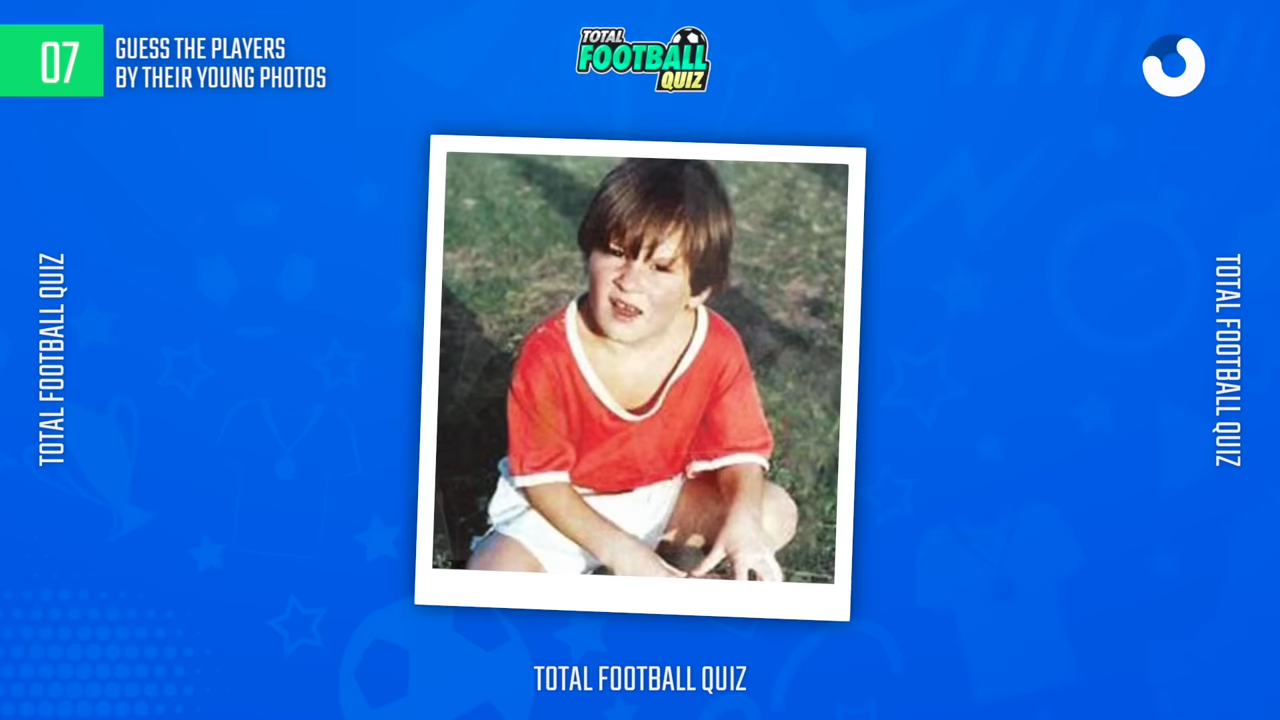 07
GUESS THE PLAYERS
BY THEIR YOUNG PHOTOS
TOTAL
FOOTBALL
QUIZ
TOTAL FOOTBALL QUIZ
TOTAL FOOTBALL QUIZ
TOTAL FOOTBALL QUIZ